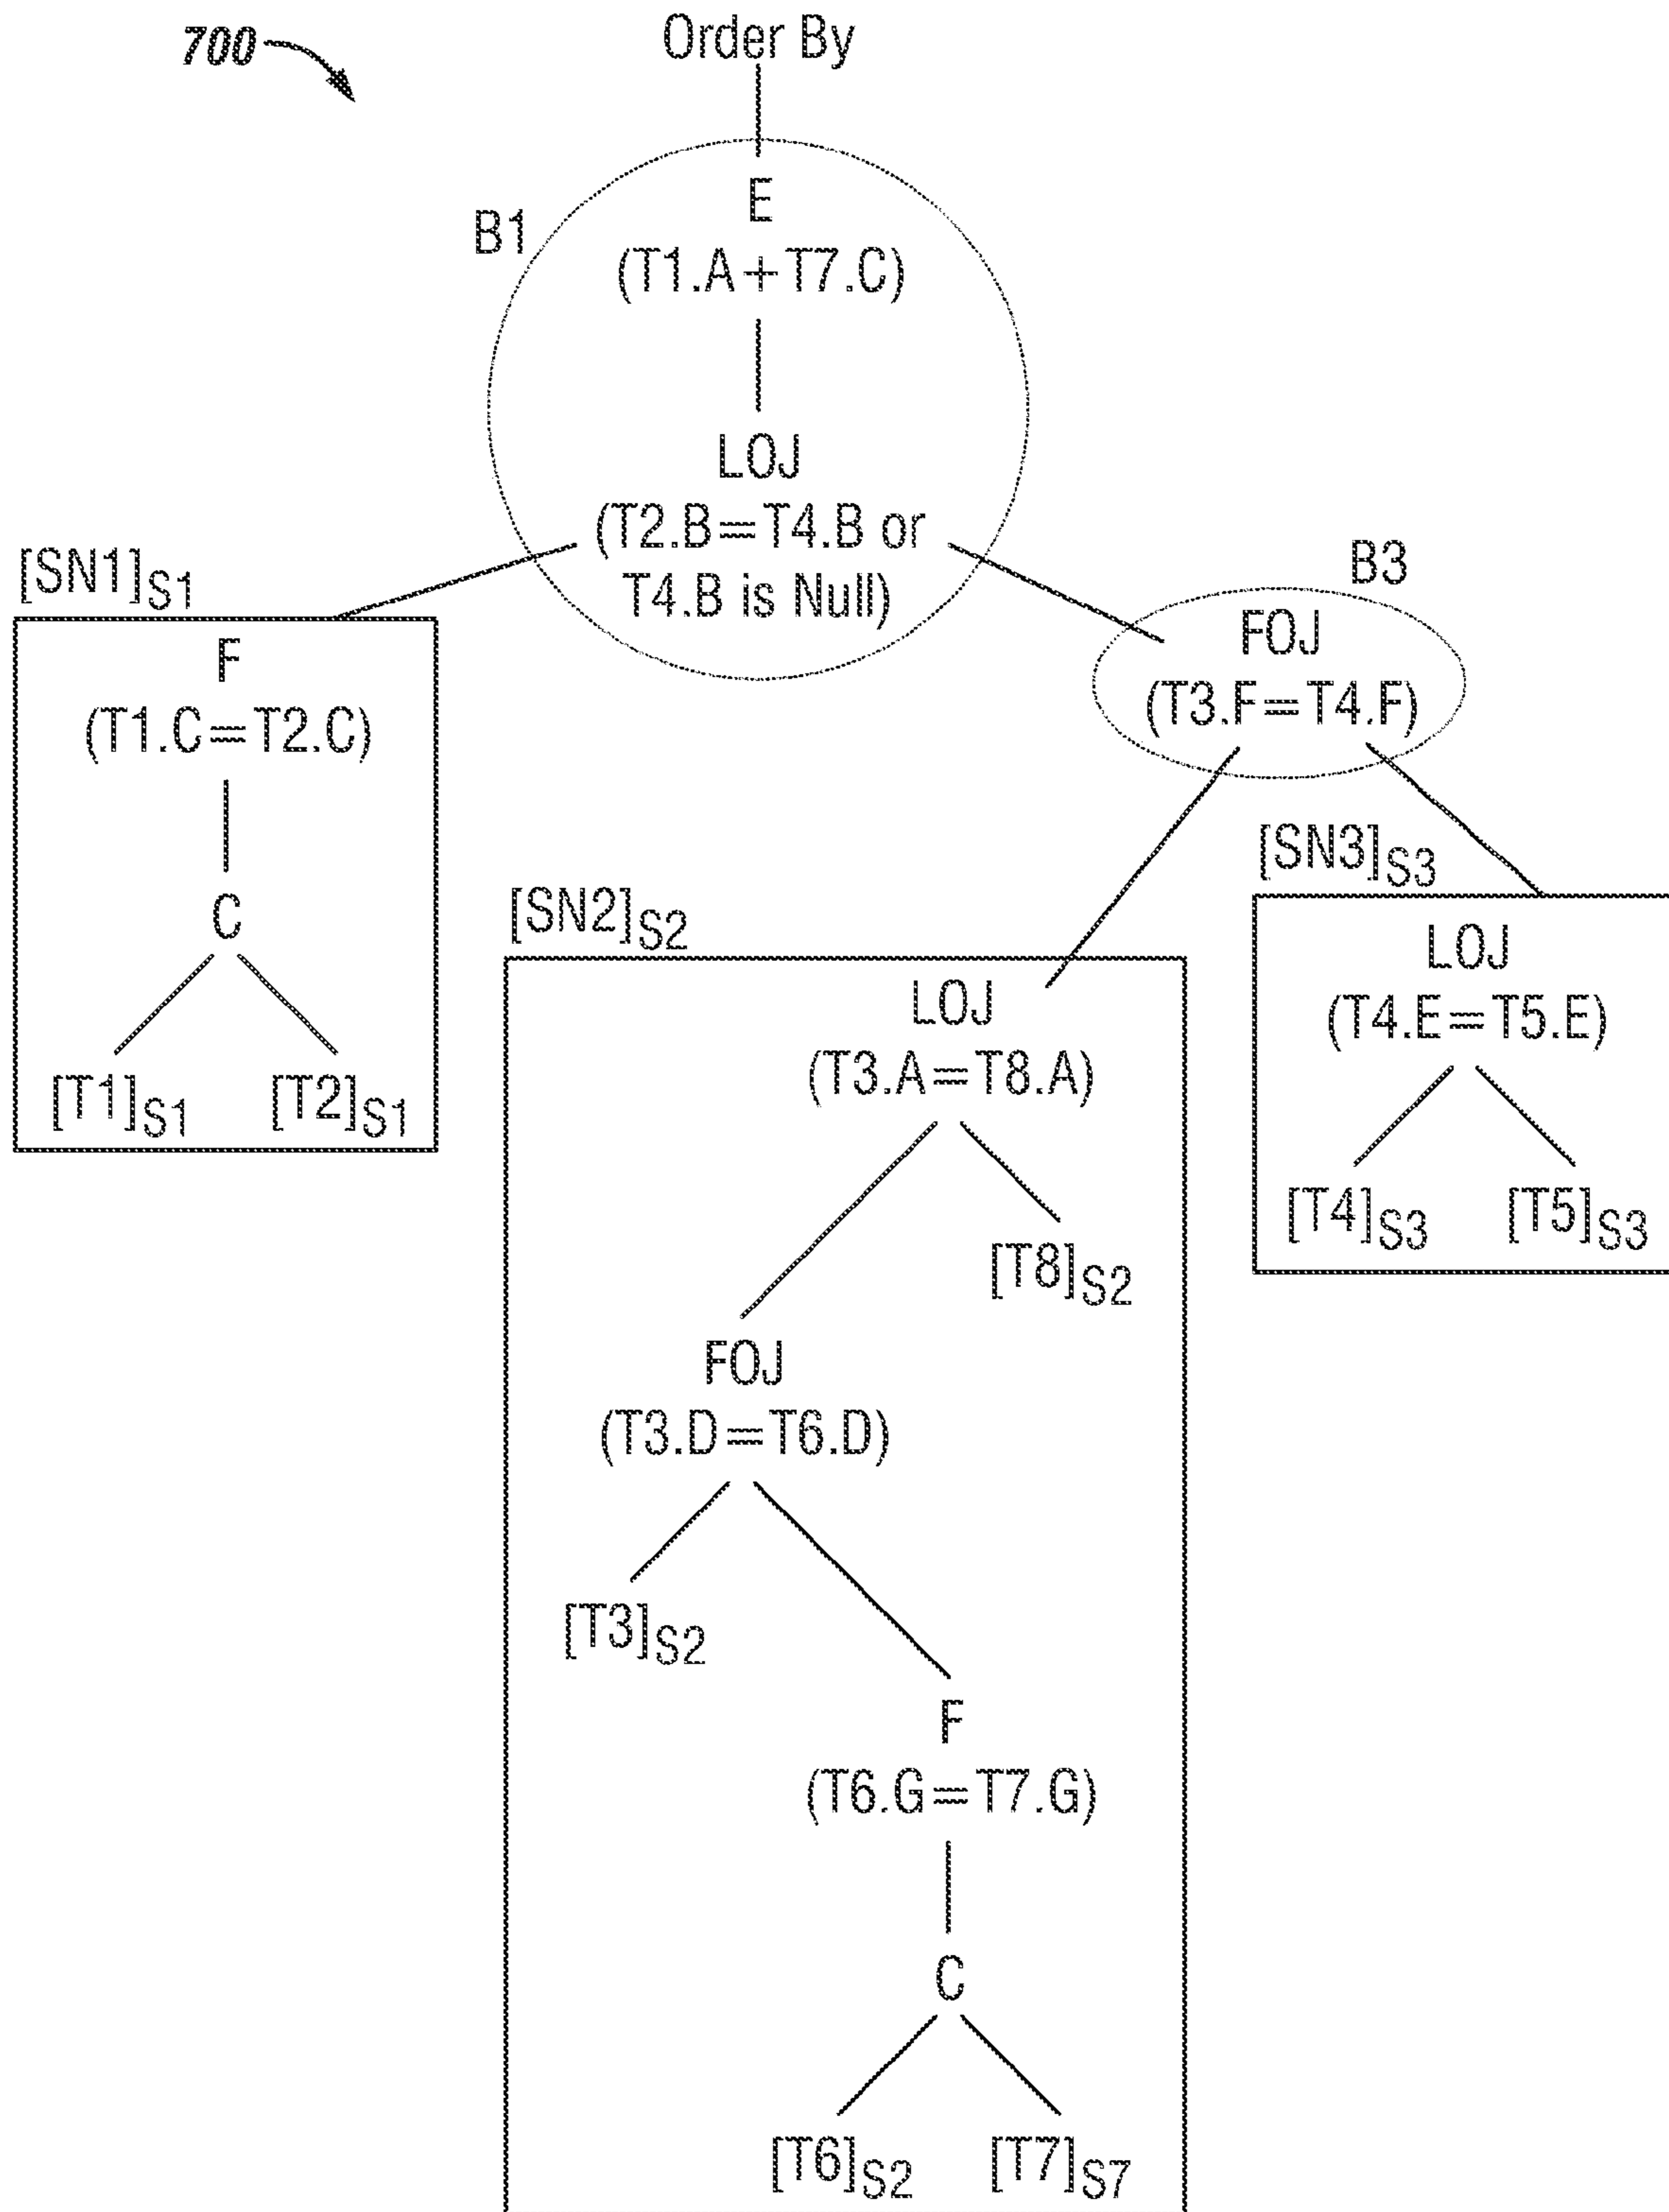 700
Order By
B1
E
(T1.A+T7.C)
LOJ
(T2.B=T4.B or
T4.B is Null)
[SN1]S1
F
(T1.C=T2.C)
C
[T1]S1 [T2]S1
B3
FOJ
(T3.F=T4.F)
[SN2]S2
LOJ
(T3.A=T8.A)
[T8]S2
FOJ
(T3.D=T6.D)
[T3]S2
F
(T6.G=T7.G)
C
[T6]S2 [T7]S7
[SN3]S3
LOJ
(T4.E=T5.E)
[T4]S3 [T5]S3